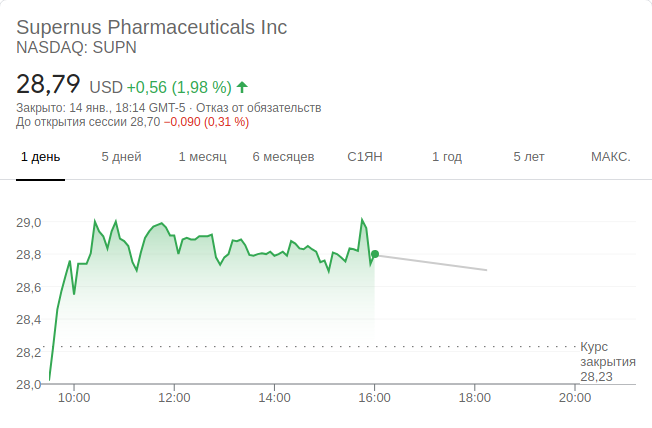 Supernus Pharmaceuticals Inc
NASDAQ: SUPN
28,79 USD +0,56 (1,98 %)
Закрыто: 14 янв., 18:14 GMT-5 · Отказ от обязательств
До открытия сессии 28,70 −0,090 (0,31 %)
1 день 5 дней 1 месяц 6 месяцев С1ЯН 1 год 5 лет МАКС.
29,0
28,8
28,6
28,4
28,2
28,0
Курс
закрытия
28,23
10:00 12:00 14:00 16:00 18:00 20:00